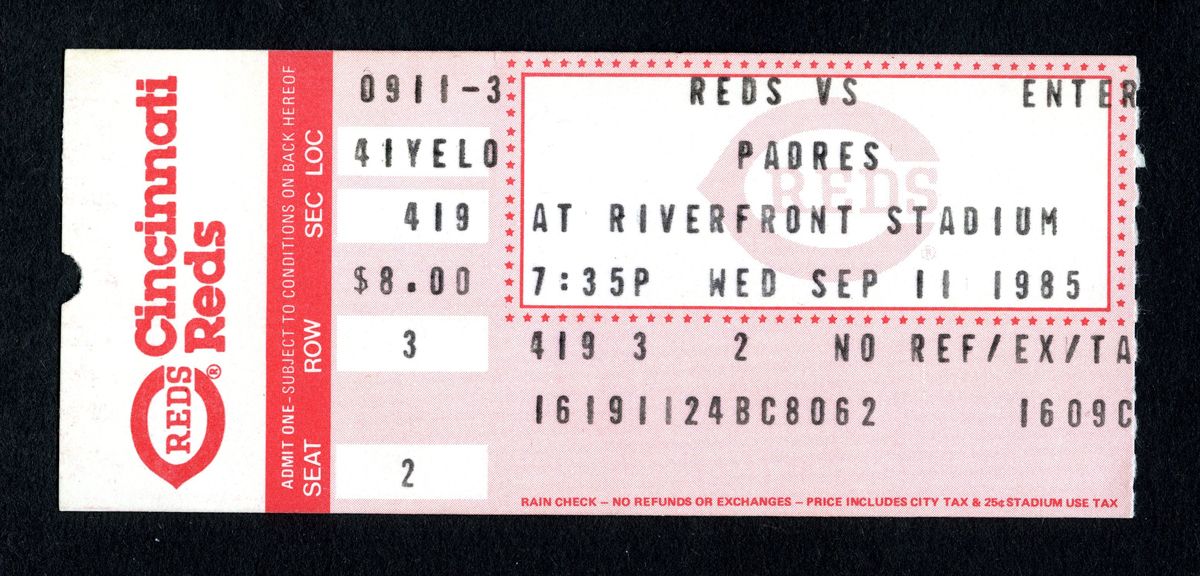 Cincinnati
Reds
REDS®
ADMIT ONE-SUBJECT TO CONDITIONS ON BACK HEREOF
SEAT ROW SEC LOC
0911-3
41YELO
419
$8.00
3
2
REDS VS ENTER
PADRES
REDS®
AT RIVERFRONT STADIUM
7:35P WED SEP 11 1985
419 3 2 NO REF/EX/TA
16191124BC8062 1609C
RAIN CHECK – NO REFUNDS OR EXCHANGES – PRICE INCLUDES CITY TAX & 25¢ STADIUM USE TAX